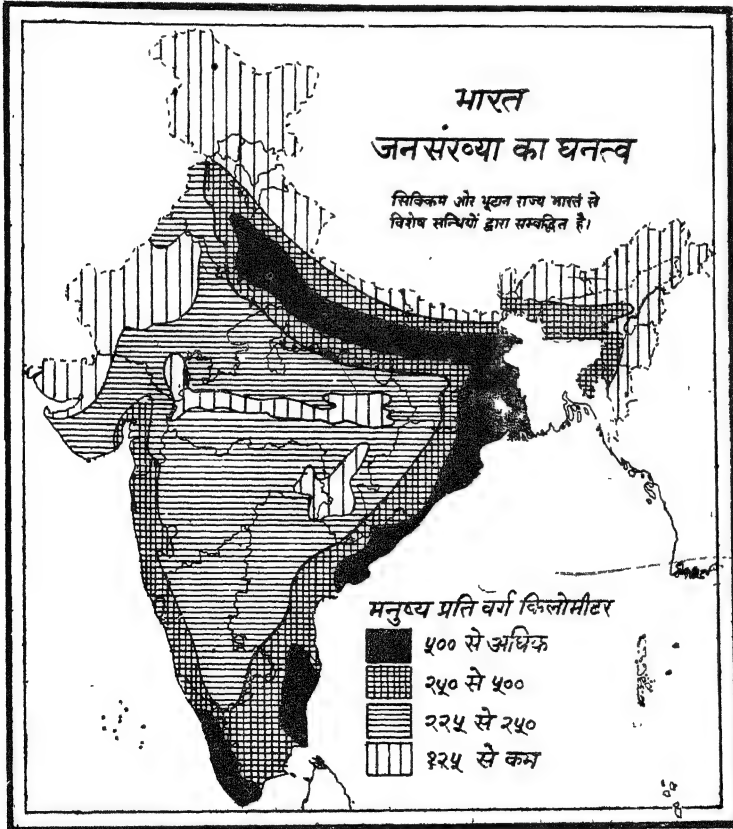 भारत
जनसंख्या का घनत्व
सिक्किम और भूटान राज्य भारत से
विशेष सन्धियों द्वारा सम्बद्धित है।
मनुष्य प्रति वर्ग किलोमीटर
५०० से अधिक
२५० से ५००
२२५ से २५०
१२५ से कम